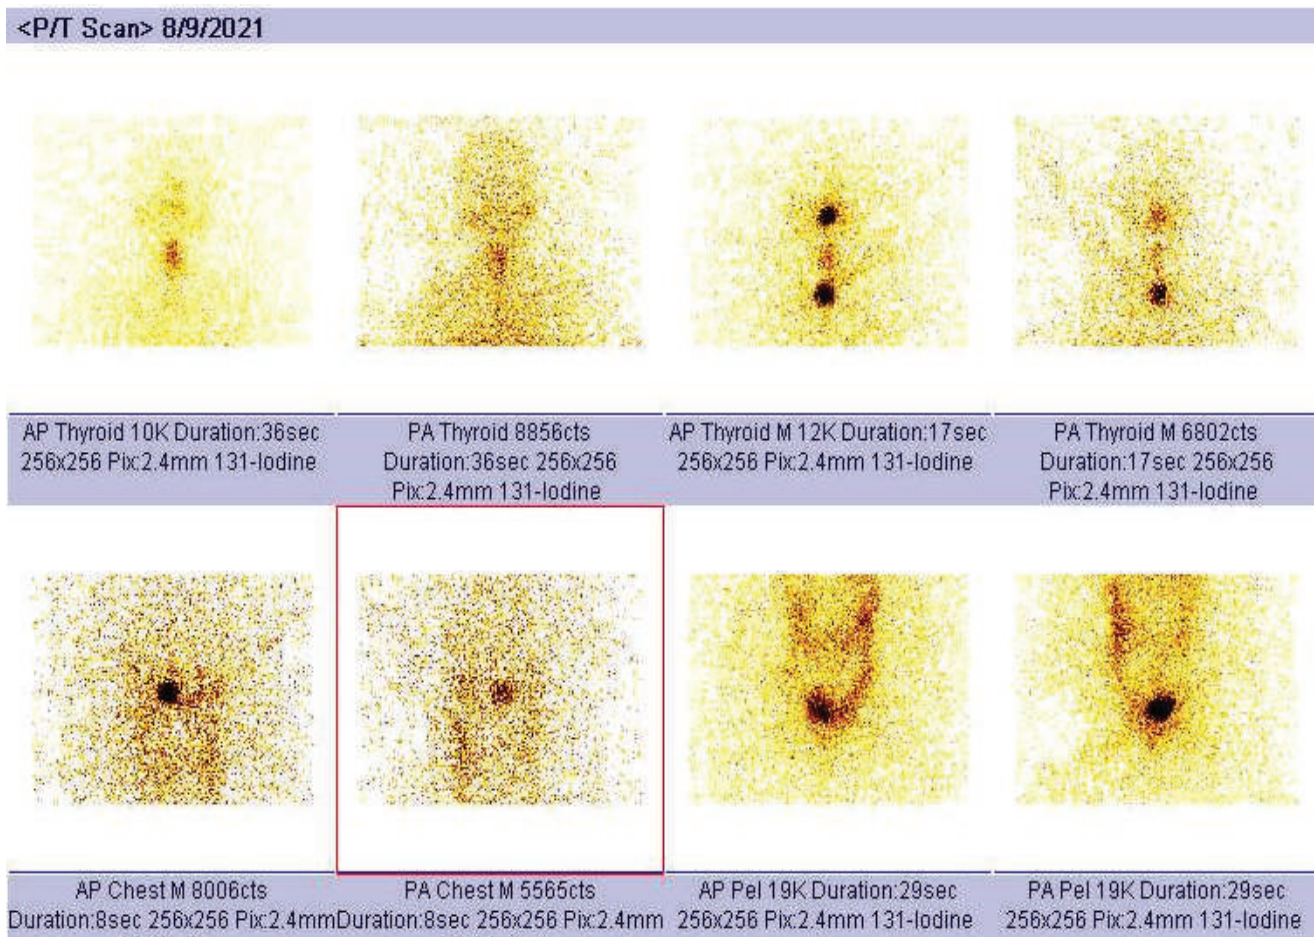 <P/T Scan> 8/9/2021
AP Thyroid 10K Duration:36sec
256x256 Pix:2.4mm 131-Iodine
PA Thyroid 8856cts
Duration:36sec 256x256
Pix:2.4mm 131-Iodine
AP Thyroid M 12K Duration:17sec
256x256 Pix:2.4mm 131-Iodine
PA Thyroid M 6802cts
Duration:17sec 256x256
Pix:2.4mm 131-Iodine
AP Chest M 8006cts
Duration:8sec 256x256 Pix:2.4mm
PA Chest M 5565cts
Duration:8sec 256x256 Pix:2.4mm
AP Pel 19K Duration:29sec
256x256 Pix:2.4mm 131-Iodine
PA Pel 19K Duration:29sec
256x256 Pix:2.4mm 131-Iodine